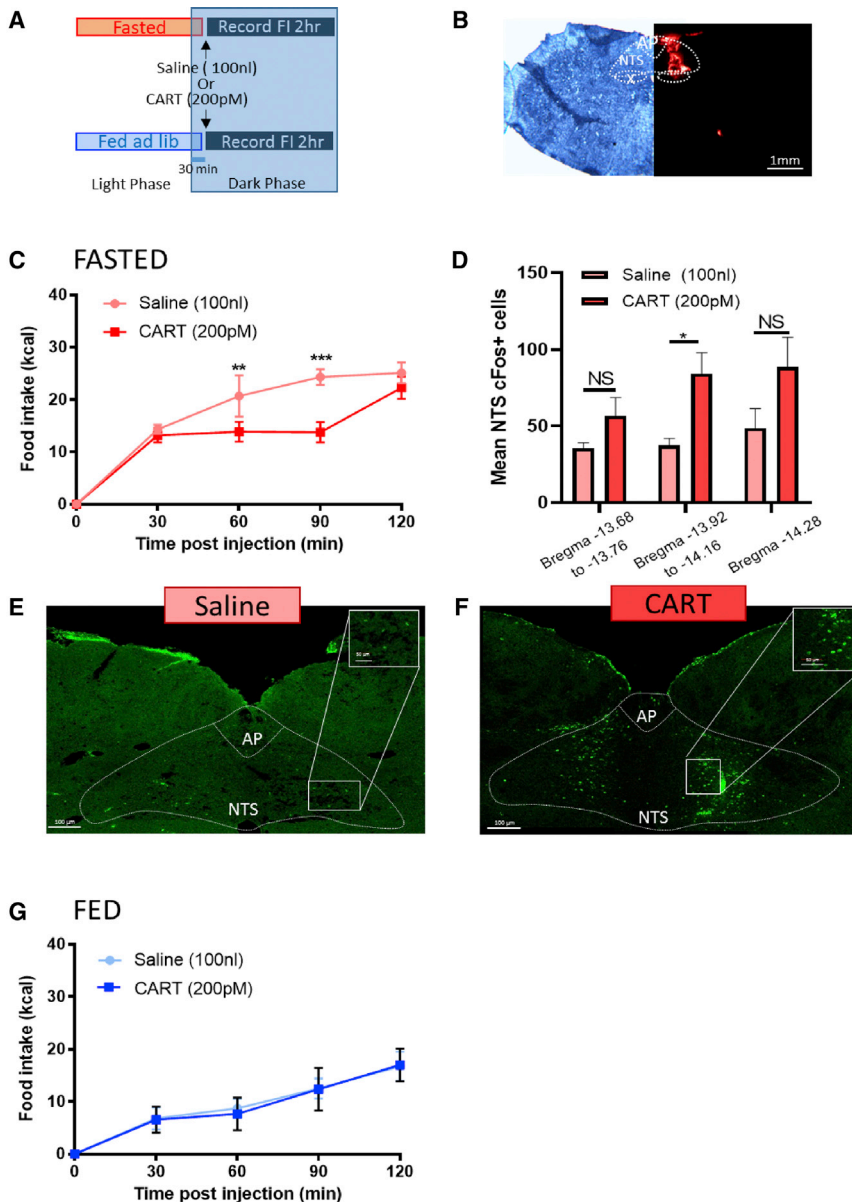 A
Fasted
Record FI 2hr
Saline ( 100nl)
Or
CART (200pM)
Fed ad lib
Record FI 2hr
30 min
Light Phase
Dark Phase
B
AP
NTS
X
1mm
C
FASTED
Saline (100nl)
CART (200pM)
Food intake (kcal)
40
30
20
10
0
**
***
0
30
60
90
120
Time post injection (min)
D
Saline (100nl)
CART (200pM)
Mean NTS cFos+ cells
150
100
50
0
NS
*
NS
Bregma -13.68
to -13.76
Bregma -13.92
to -14.16
Bregma -14.28
E
Saline
50 µm
AP
NTS
100 µm
F
CART
50 µm
AP
NTS
100 µm
G
FED
Saline (100nl)
CART (200pM)
Food intake (kcal)
40
30
20
10
0
0
30
60
90
120
Time post injection (min)